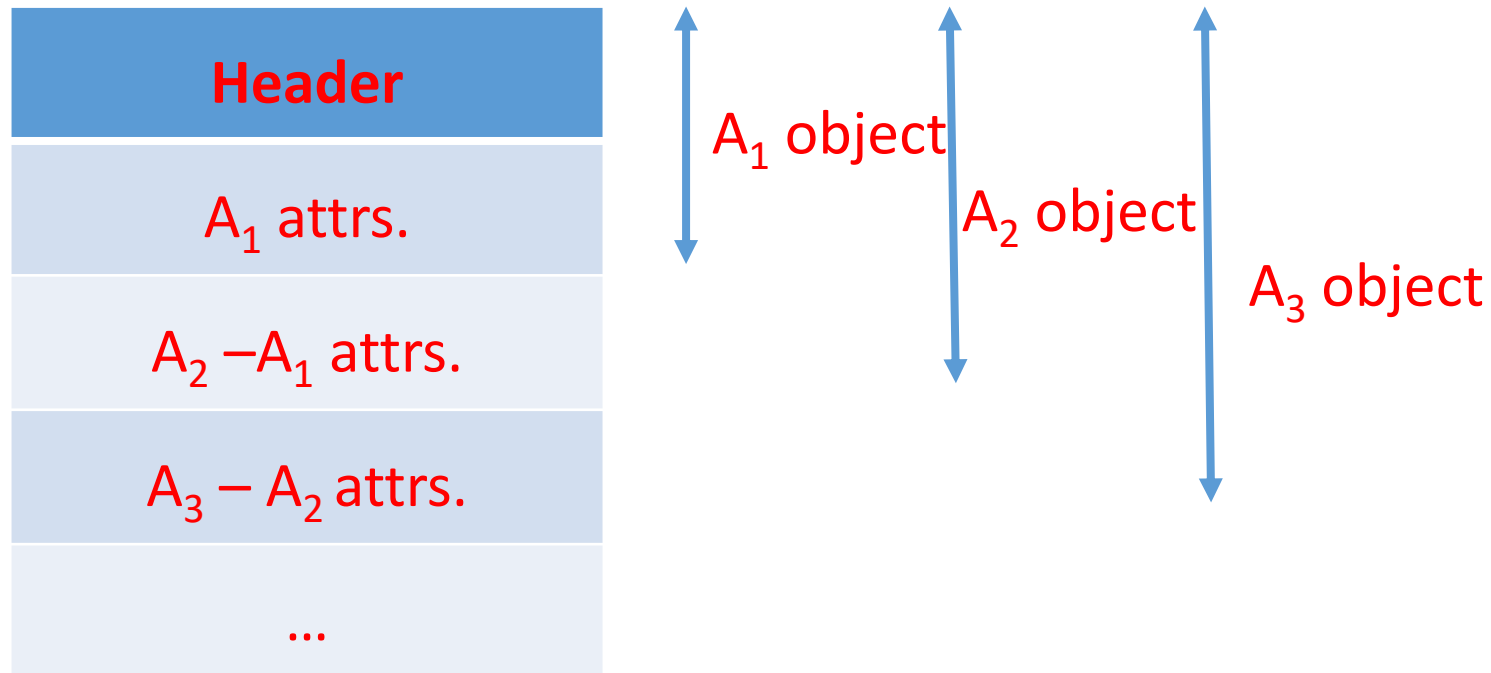 Header
A₁ attrs.
A₂ –A₁ attrs.
A₃ – A₂ attrs.
...
A₁ object
A₂ object
A₃ object